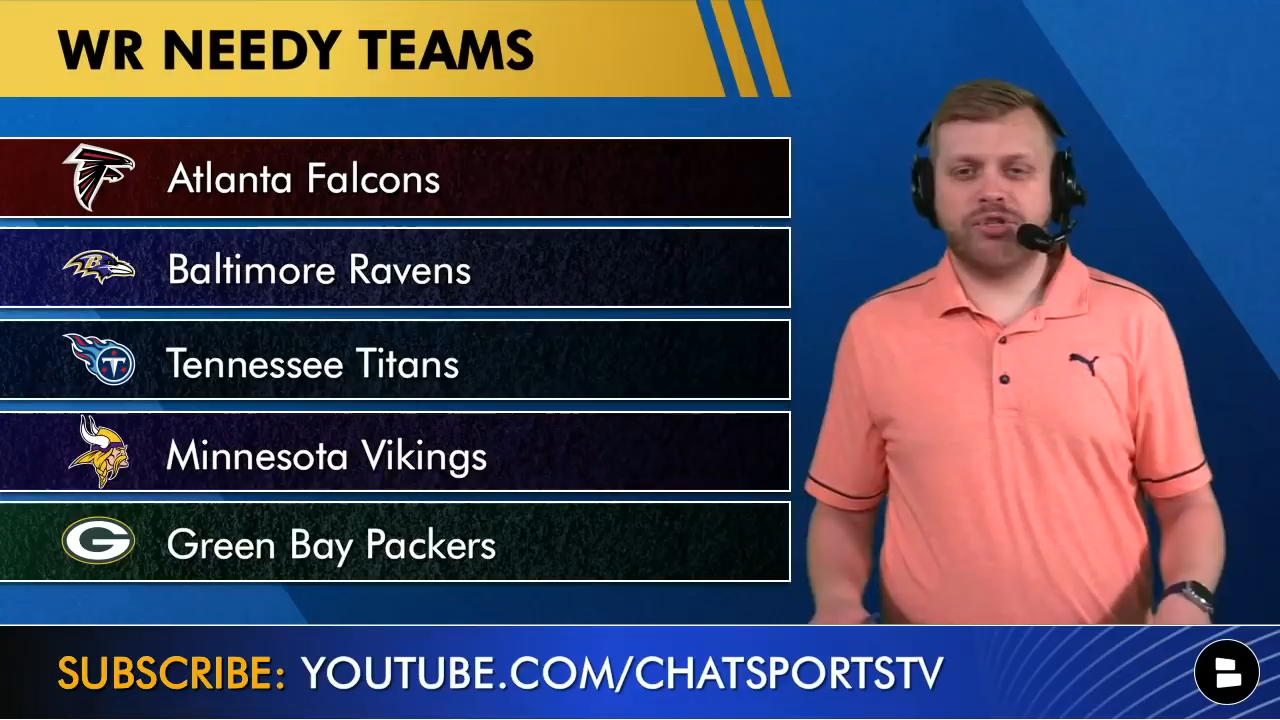 WR NEEDY TEAMS
Atlanta Falcons
Baltimore Ravens
Tennessee Titans
Minnesota Vikings
Green Bay Packers
SUBSCRIBE: YOUTUBE.COM/CHATSPORTSTV